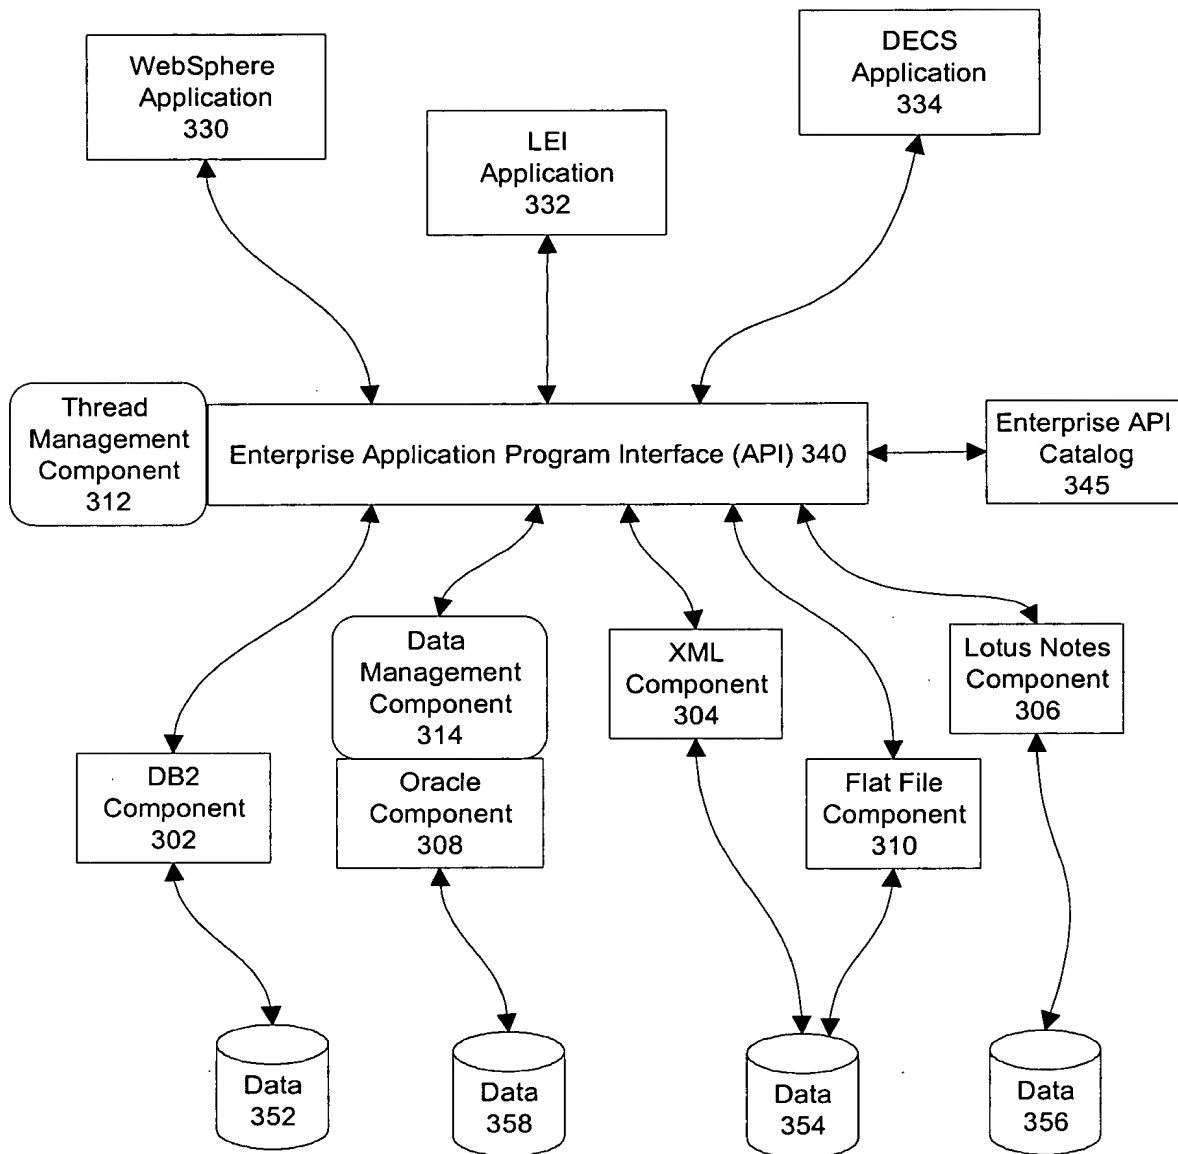 WebSphere
Application
330
LEI
Application
332
DECS
Application
334
Thread
Management
Component
312
Enterprise Application Program Interface (API) 340
Enterprise API
Catalog
345
Data
Management
Component
314
XML
Component
304
Lotus Notes
Component
306
DB2
Component
302
Oracle
Component
308
Flat File
Component
310
Data
352
Data
358
Data
354
Data
356